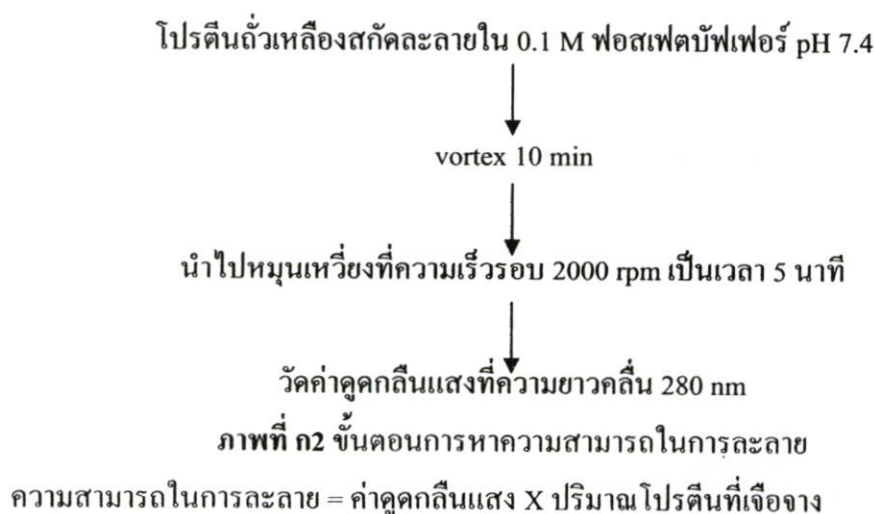 โปรตีนถั่วเหลืองสกัดละลายใน 0.1 M ฟอสเฟตบัฟเฟอร์ pH 7.4
vortex 10 min
นำไปหมุนเหวี่ยงที่ความเร็วรอบ 2000 rpm เป็นเวลา 5 นาที
วัดค่าดูดกลืนแสงที่ความยาวคลื่น 280 nm
ภาพที่ ก2 ขั้นตอนการหาความสามารถในการละลาย
ความสามารถในการละลาย = ค่าดูดกลืนแสง X ปริมาณโปรตีนที่เจือจาง